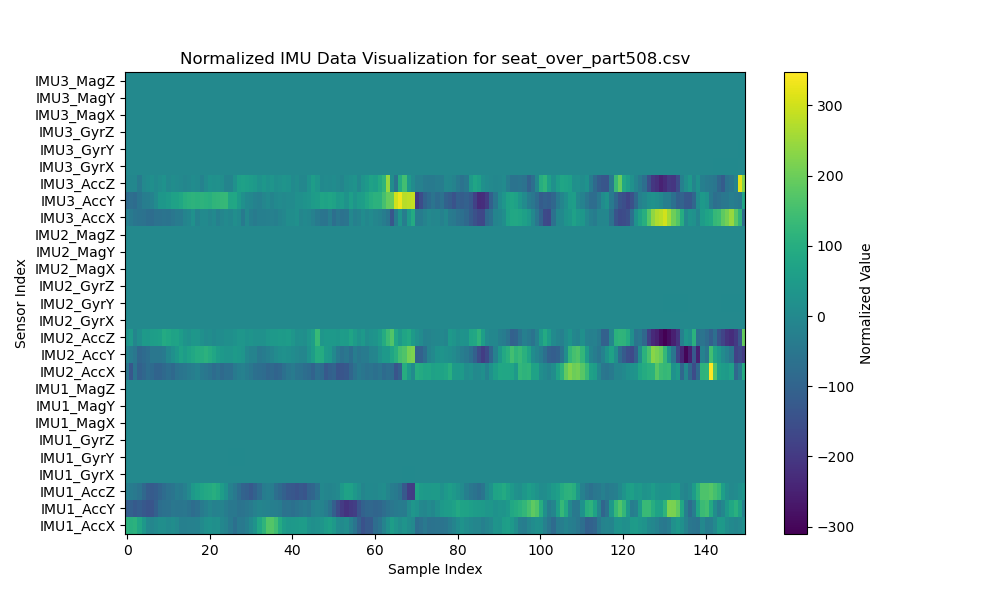 Normalized IMU Data Visualization for seat_over_part508.csv
IMU3_MagZ
IMU3_MagY
IMU3_MagX
IMU3_GyrZ
IMU3_GyrY
IMU3_GyrX
IMU3_AccZ
IMU3_AccY
IMU3_AccX
IMU2_MagZ
IMU2_MagY
IMU2_MagX
IMU2_GyrZ
IMU2_GyrY
IMU2_GyrX
IMU2_AccZ
IMU2_AccY
IMU2_AccX
IMU1_MagZ
IMU1_MagY
IMU1_MagX
IMU1_GyrZ
IMU1_GyrY
IMU1_GyrX
IMU1_AccZ
IMU1_AccY
IMU1_AccX
Sensor Index
0 20 40 60 80 100 120 140
Sample Index
300
200
100
0
−100
−200
−300
Normalized Value